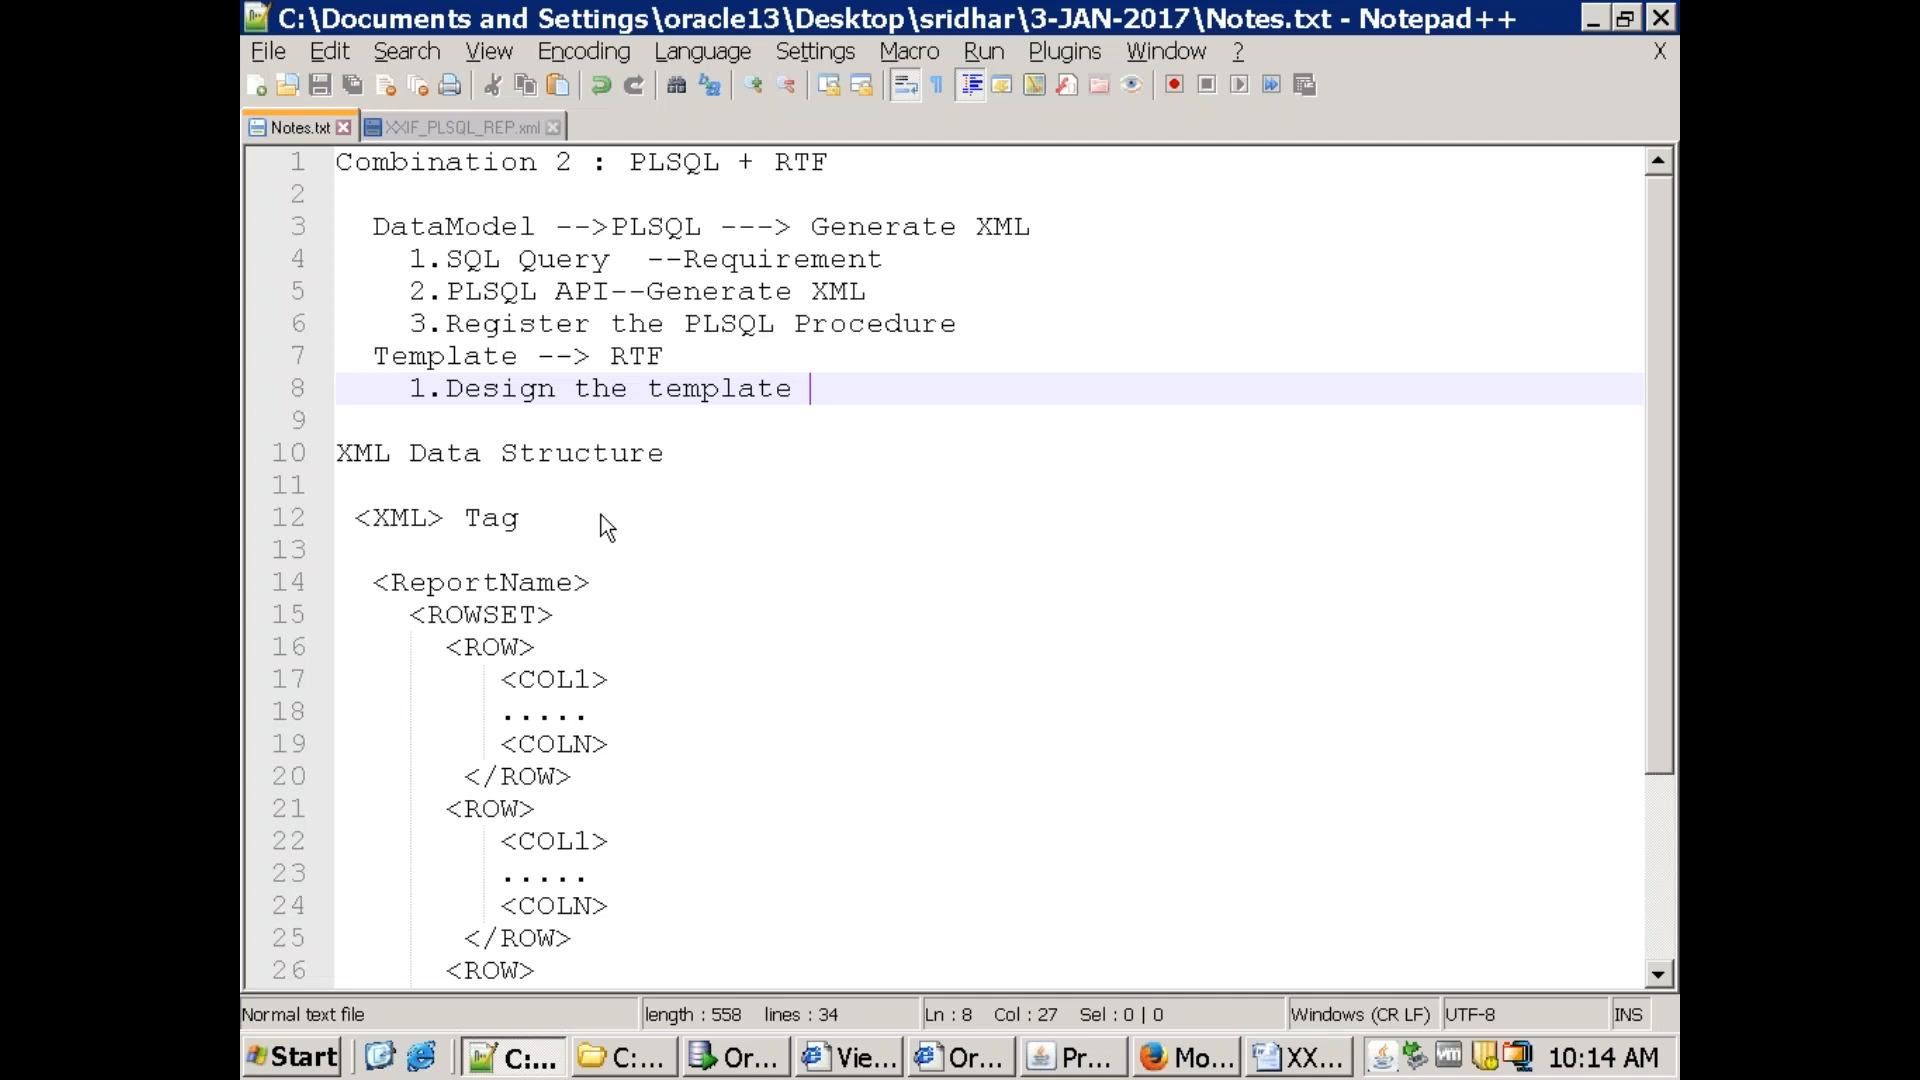 C:\Documents and Settings\oracle13\Desktop\sridhar\3-JAN-2017\Notes.txt - Notepad++
File Edit Search View Encoding Language Settings Macro Run Plugins Window ? X
Notes.txt XXIF_PLSQL_REP.xml
1 Combination 2 : PLSQL + RTF
2
3 DataModel -->PLSQL ---> Generate XML
4 1.SQL Query --Requirement
5 2.PLSQL API--Generate XML
6 3.Register the PLSQL Procedure
7 Template --> RTF
8 1.Design the template
9
10 XML Data Structure
11
12 <XML> Tag
13
14 <ReportName>
15 <ROWSET>
16 <ROW>
17 <COL1>
18 .....
19 <COLN>
20 </ROW>
21 <ROW>
22 <COL1>
23 .....
24 <COLN>
25 </ROW>
26 <ROW>
Normal text file length : 558 lines : 34 Ln : 8 Col : 27 Sel : 0 | 0 Windows (CR LF) UTF-8 INS
Start C:... C:... Or... Vie... Or... Pr... Mo... XX... 10:14 AM